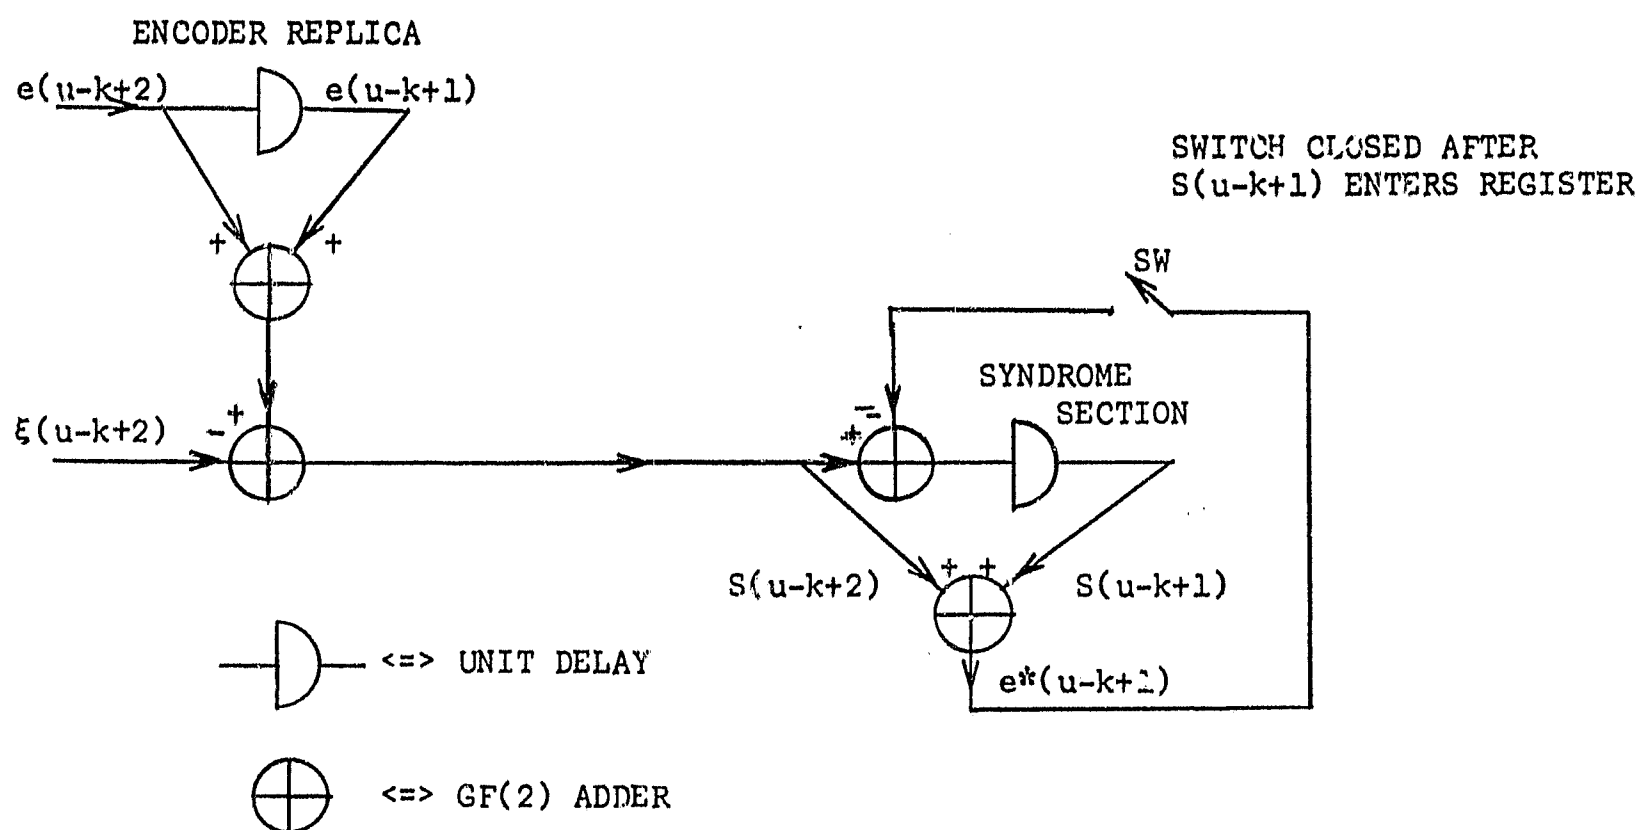 ENCODER REPLICA
e(u-k+2)
e(u-k+1)
SWITCH CLOSED AFTER
S(u-k+1) ENTERS REGISTER
+ +
SW
SYNDROME
SECTION
ξ(u-k+2)
- +
+ -
+ +
S(u-k+2)
S(u-k+1)
e*(u-k+1)
<=> UNIT DELAY
<=> GF(2) ADDER